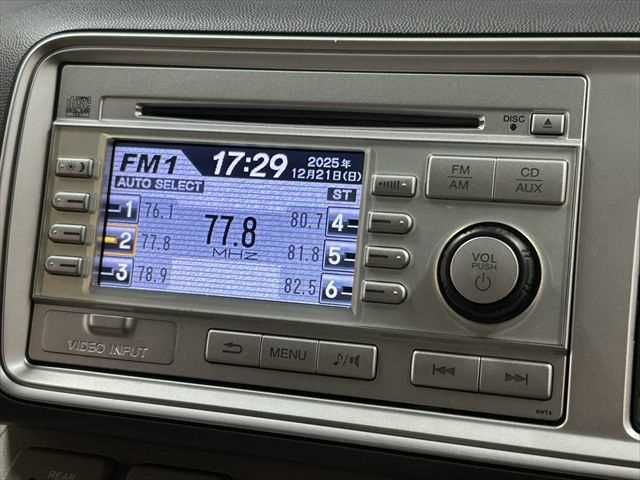 DISC
FM1
17:29
2025年
12月21日(日)
AUTO SELECT
ST
1 76.1
2 77.8
3 78.9
77.8
MHz
80.7 4
81.8 5
82.5 6
FM
AM
CD
AUX
VOL
PUSH
VIDEO INPUT
MENU
REAR